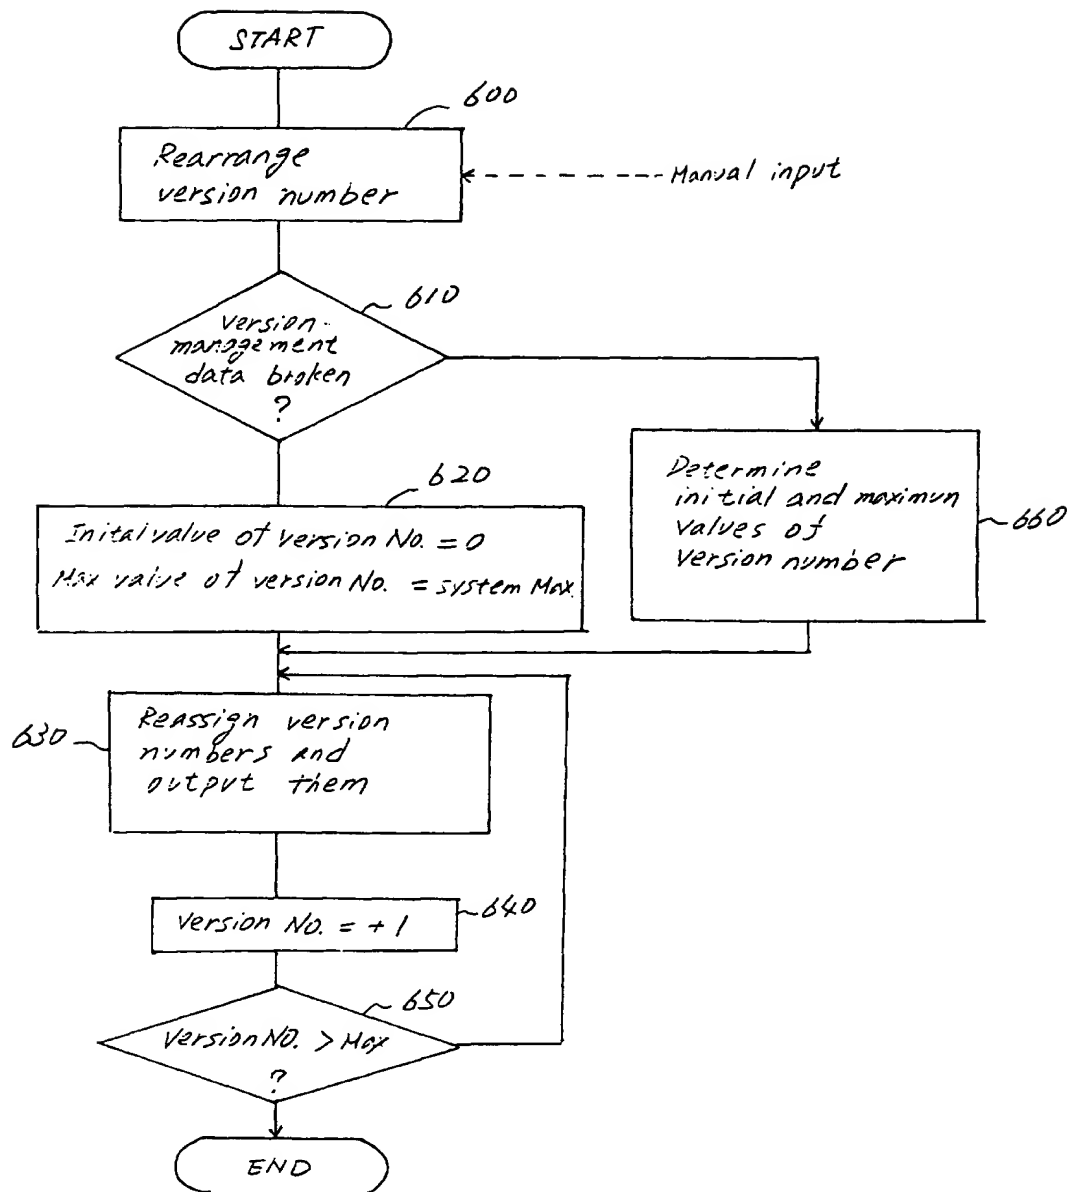 START
600
Rearrange
version number
Manual input
610
Version-
management
data broken
?
620
Inital value of version No. = 0
Max value of version No. = system Max.
Determine
initial and maximun
values of
version number
660
630
Reassign version
numbers and
output them
Version No. = +1
640
650
Version No. > Max
?
END